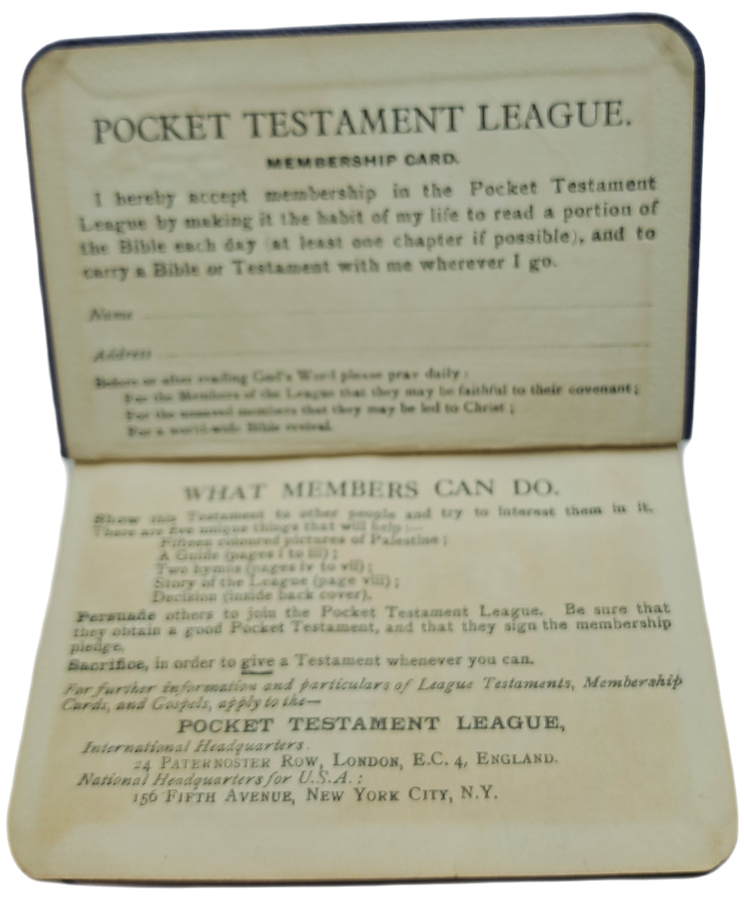 POCKET TESTAMENT LEAGUE.
MEMBERSHIP CARD.
I hereby accept membership in the Pocket Testament
League by making it the habit of my life to read a portion of
the Bible each day (at least one chapter if possible), and to
carry a Bible or Testament with me wherever I go.
Name
Address
Before or after reading God's Word please pray daily:
For the Members of the League that they may be faithful to their covenant;
For the unsaved members that they may be led to Christ;
For a world-wide Bible revival.
WHAT MEMBERS CAN DO.
Show this Testament to other people and try to interest them in it.
There are five unique things that will help:—
Fifteen coloured pictures of Palestine;
A Guide (pages i to iii);
Two hymns (pages iv to vii);
Story of the League (page viii);
Decision (inside back cover).
Persuade others to join the Pocket Testament League. Be sure that
they obtain a good Pocket Testament, and that they sign the membership
pledge.
Sacrifice, in order to give a Testament whenever you can.
For further information and particulars of League Testaments, Membership
Cards, and Gospels, apply to the—
POCKET TESTAMENT LEAGUE,
International Headquarters.
24 PATERNOSTER ROW, LONDON, E.C. 4, ENGLAND.
National Headquarters for U.S.A.:
156 FIFTH AVENUE, NEW YORK CITY, N.Y.